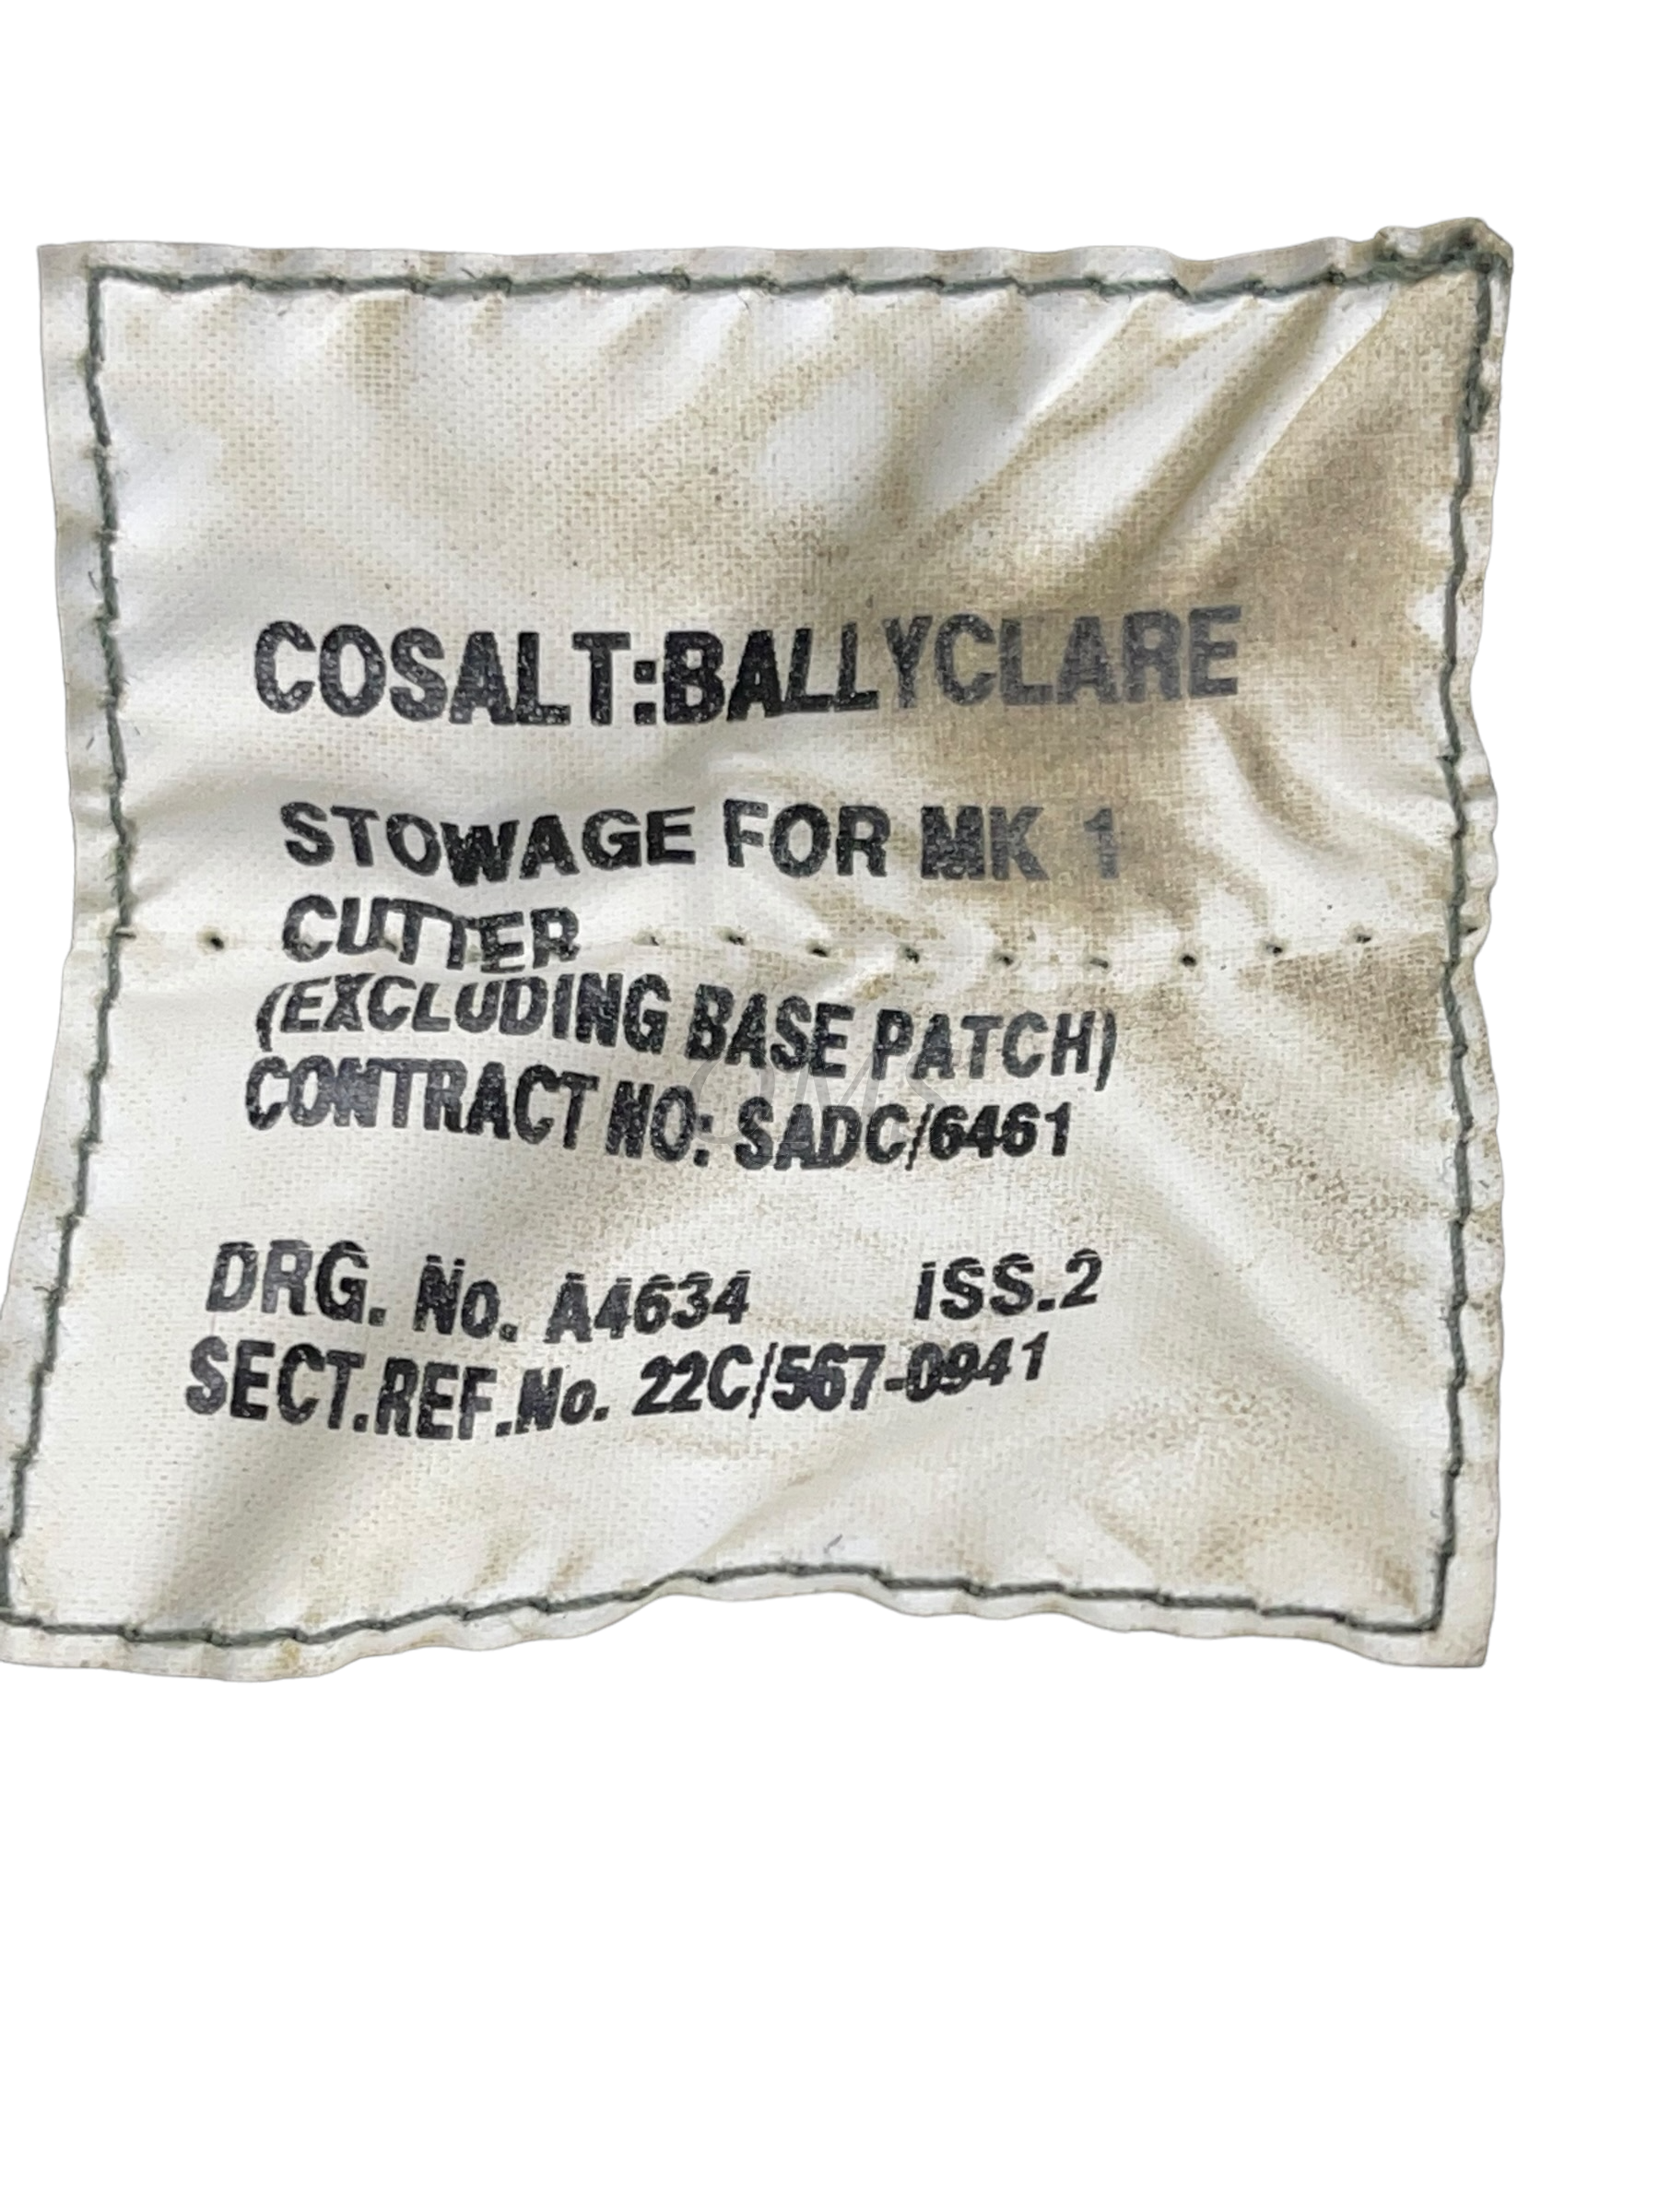 COSALT:BALLYCLARE
STOWAGE FOR MK 1
CUTTER
(EXCLUDING BASE PATCH)
CONTRACT NO: SADC/6461
DRG. No. A4634 iSS.2
SECT.REF.No. 22C/567-0941